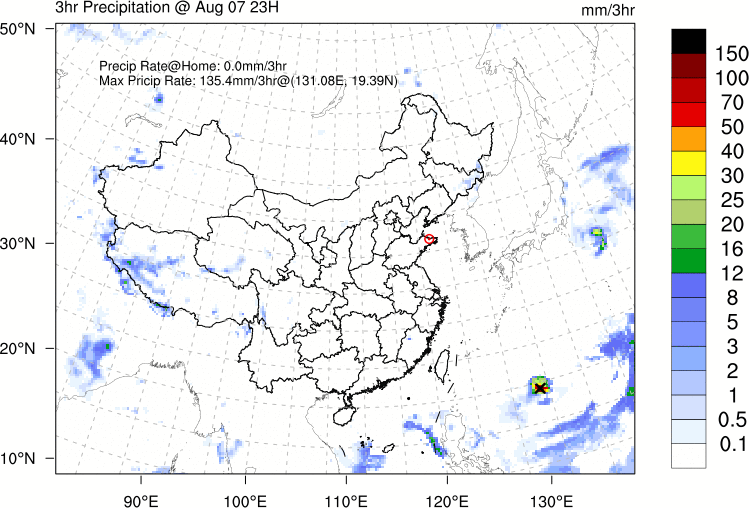 3hr Precipitation @ Aug 07 23H
mm/3hr
Precip Rate@Home: 0.0mm/3hr
Max Pricip Rate: 135.4mm/3hr@(131.08E, 19.39N)
50°N
40°N
30°N
20°N
10°N
90°E
100°E
110°E
120°E
130°E
150
100
70
50
40
30
25
20
16
12
8
5
3
2
1
0.5
0.1